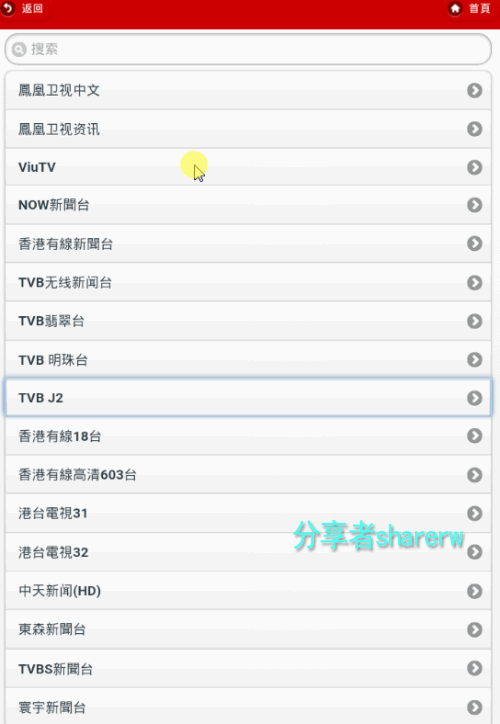 返回
首頁
搜索
鳳凰卫视中文
鳳凰卫视资讯
ViuTV
NOW新聞台
香港有線新聞台
TVB无线新闻台
TVB翡翠台
TVB 明珠台
TVB J2
香港有線18台
香港有線高清603台
港台電視31
分享者sharerw
港台電視32
中天新闻(HD)
東森新聞台
TVBS新聞台
寰宇新聞台